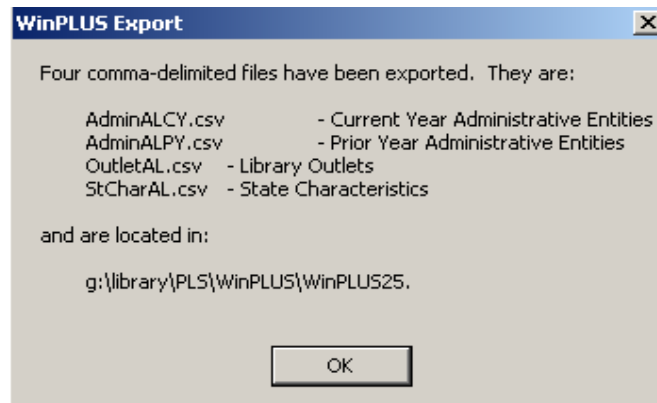 WinPLUS Export
Four comma-delimited files have been exported. They are:
AdminALCY.csv - Current Year Administrative Entities
AdminALPY.csv - Prior Year Administrative Entities
OutletAL.csv - Library Outlets
StCharAL.csv - State Characteristics
and are located in:
g:\library\PLS\WinPLUS\WinPLUS25.
OK